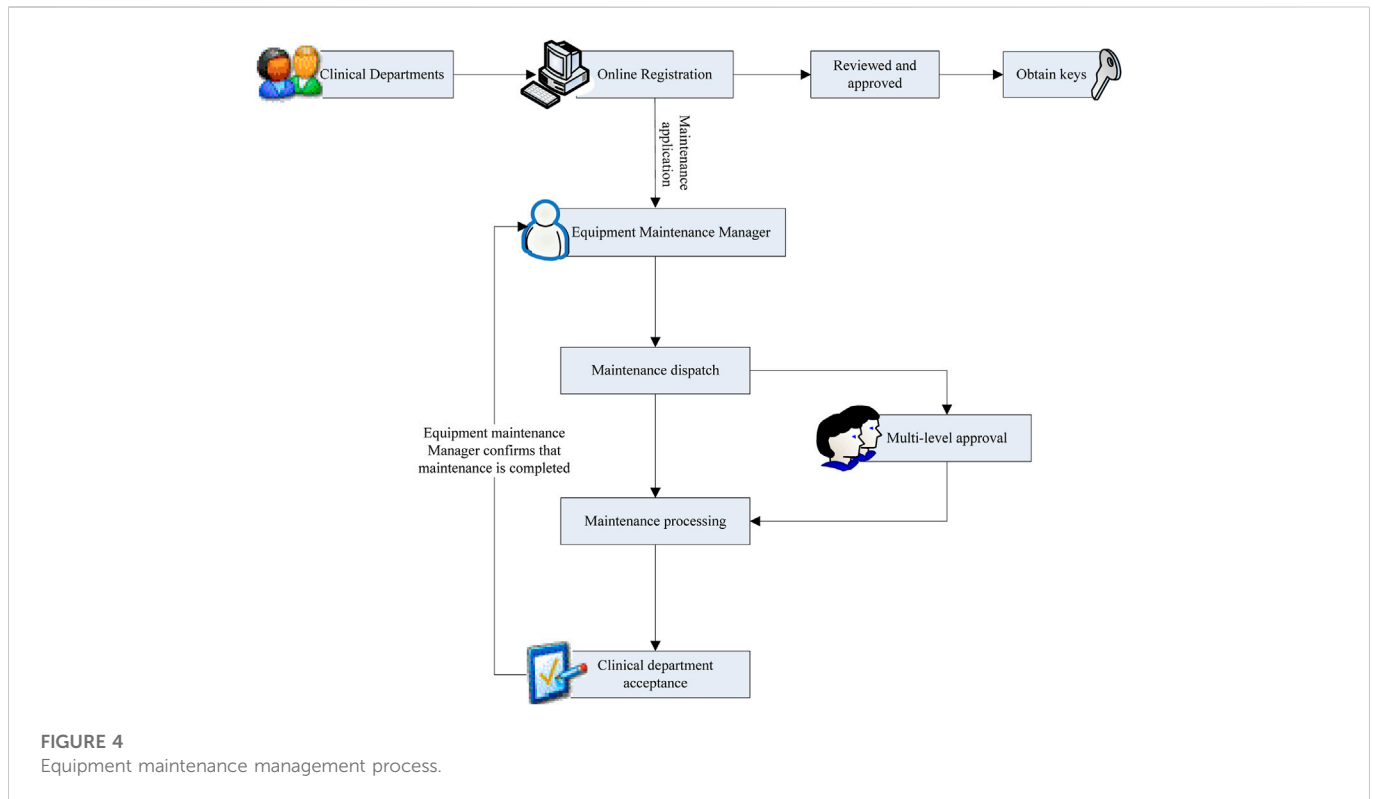 Clinical Departments
Online Registration
Reviewed and
approved
Obtain keys
Maintenance
application
Equipment Maintenance Manager
Maintenance dispatch
Multi-level approval
Equipment maintenance
Manager confirms that
maintenance is completed
Maintenance processing
Clinical department
acceptance
FIGURE 4
Equipment maintenance management process.